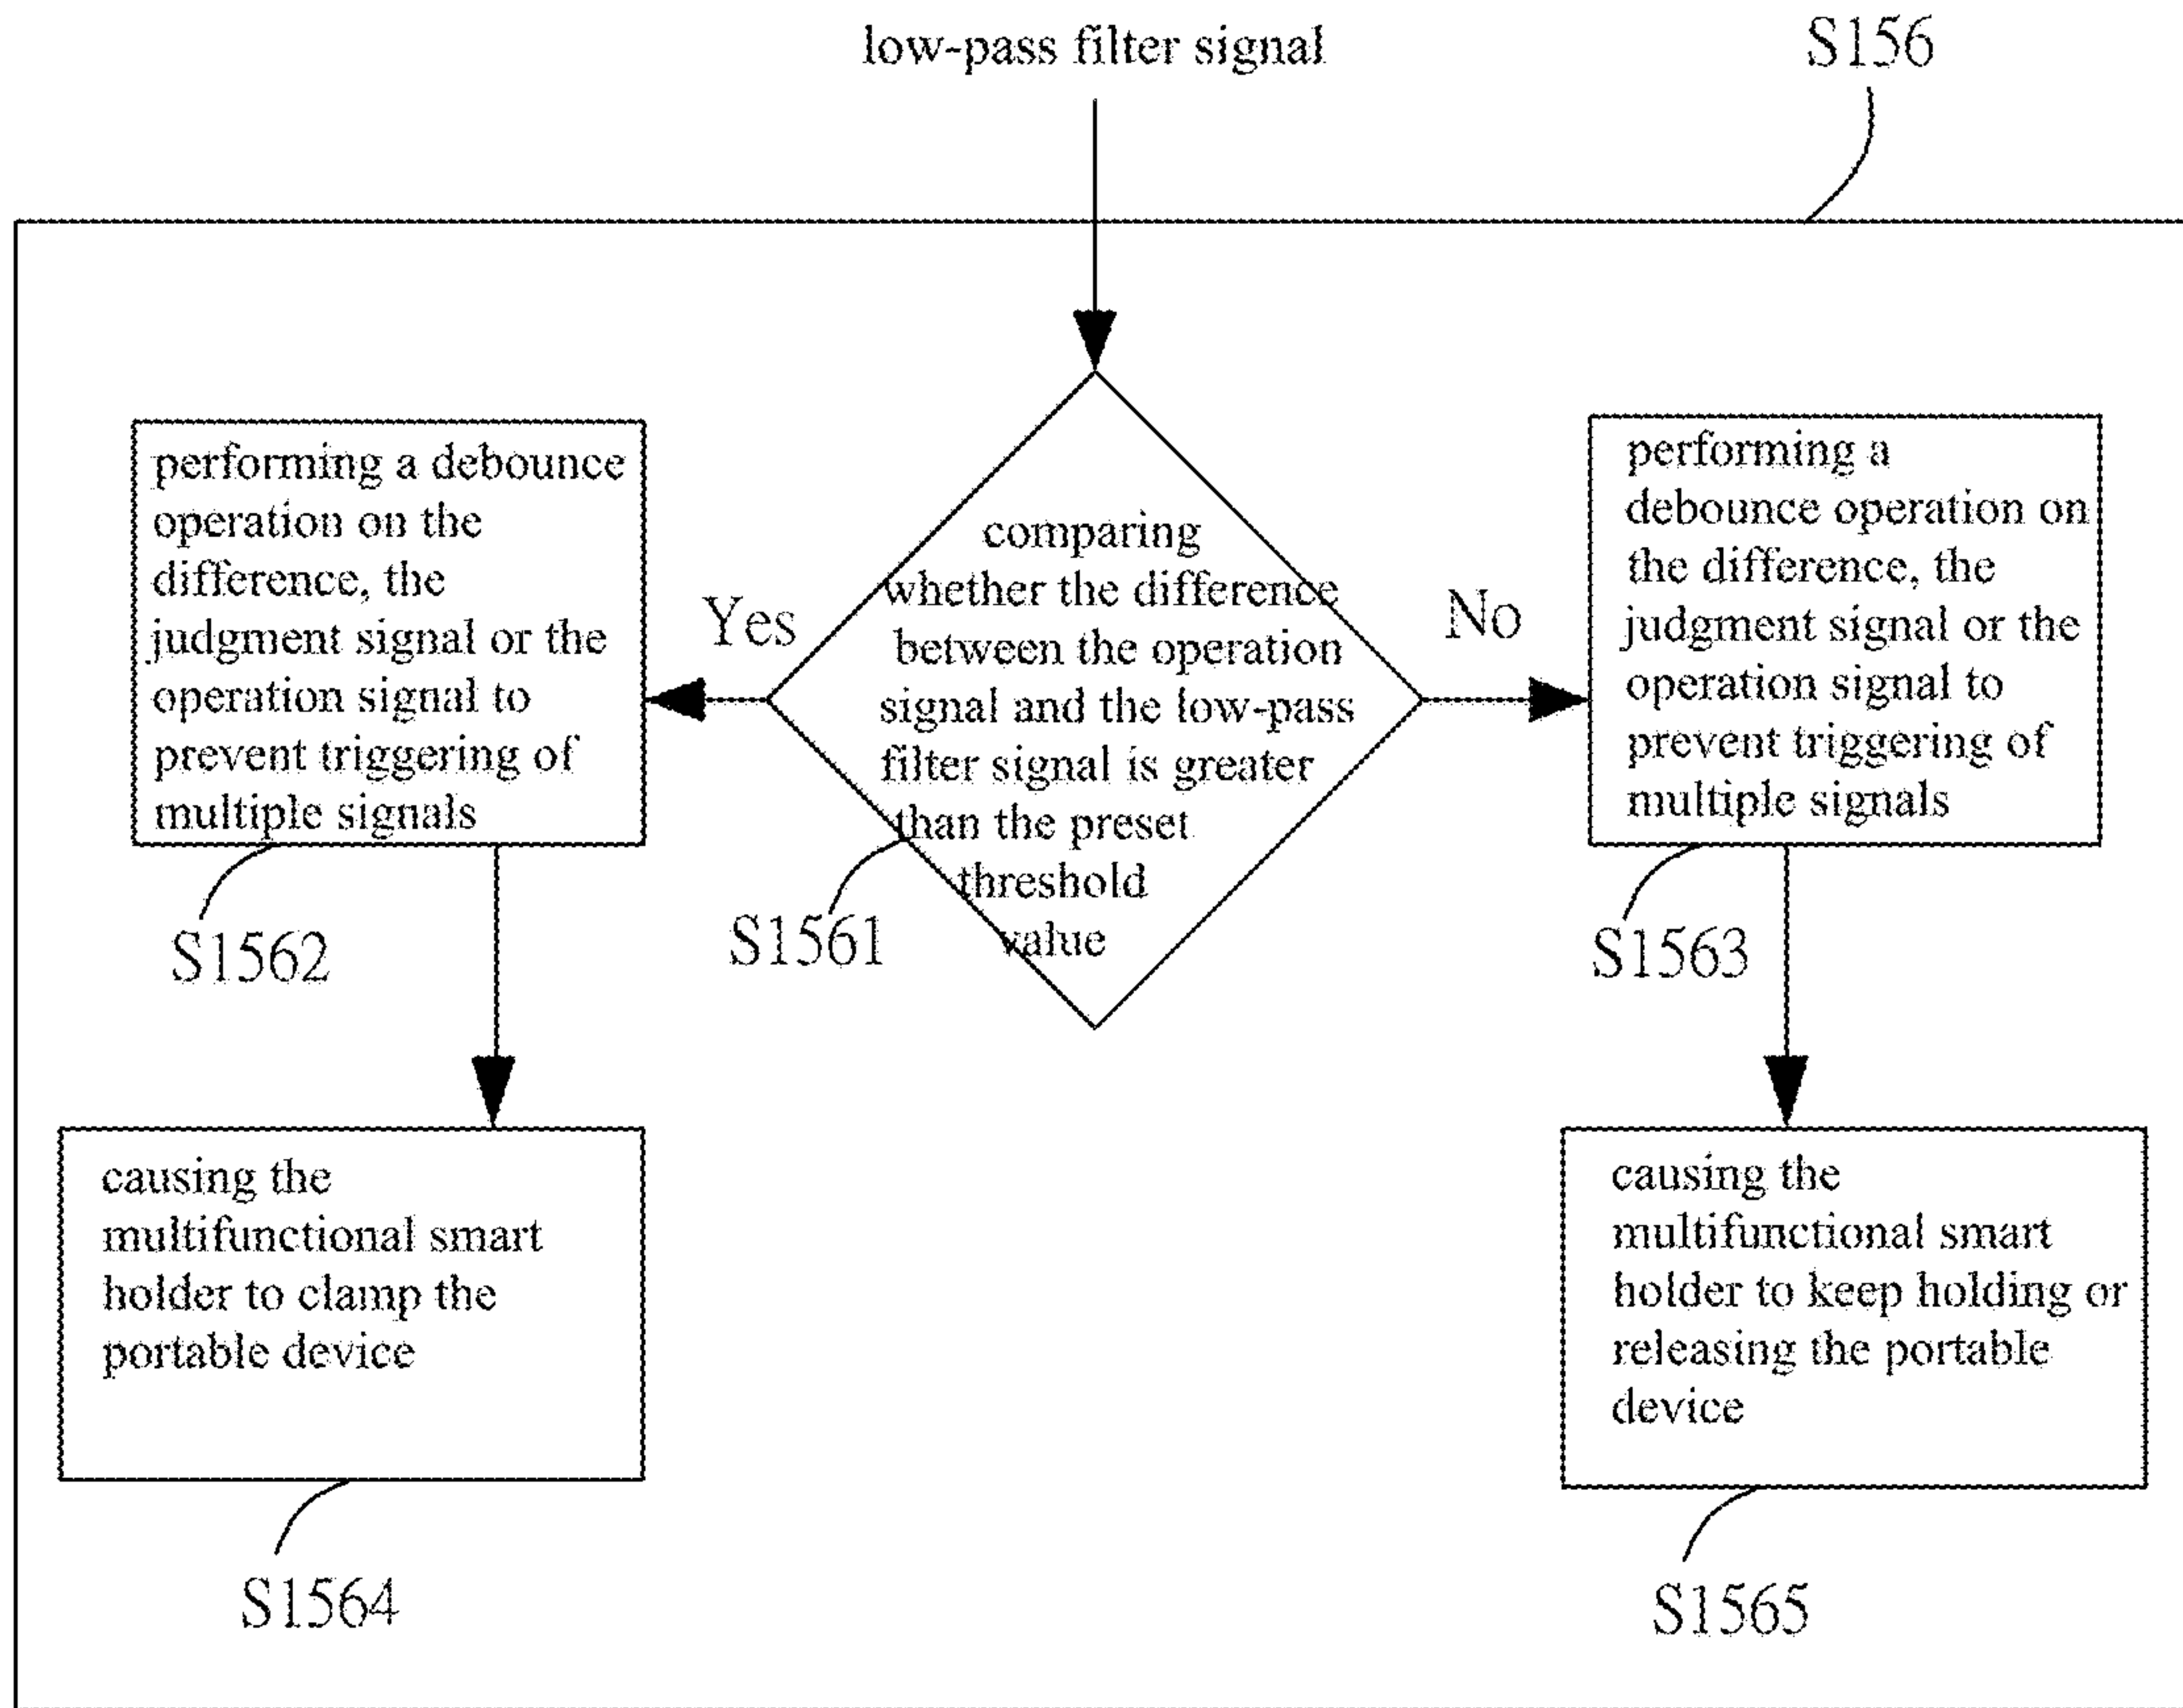 low-pass filter signal
S156
performing a debounce
operation on the
difference, the
judgment signal or the
operation signal to
prevent triggering of
multiple signals
S1562
Yes
comparing
whether the difference
between the operation
signal and the low-pass
filter signal is greater
than the preset
threshold
value
S1561
No
performing a
debounce operation on
the difference, the
judgment signal or the
operation signal to
prevent triggering of
multiple signals
S1563
causing the
multifunctional smart
holder to clamp the
portable device
S1564
causing the
multifunctional smart
holder to keep holding or
releasing the portable
device
S1565